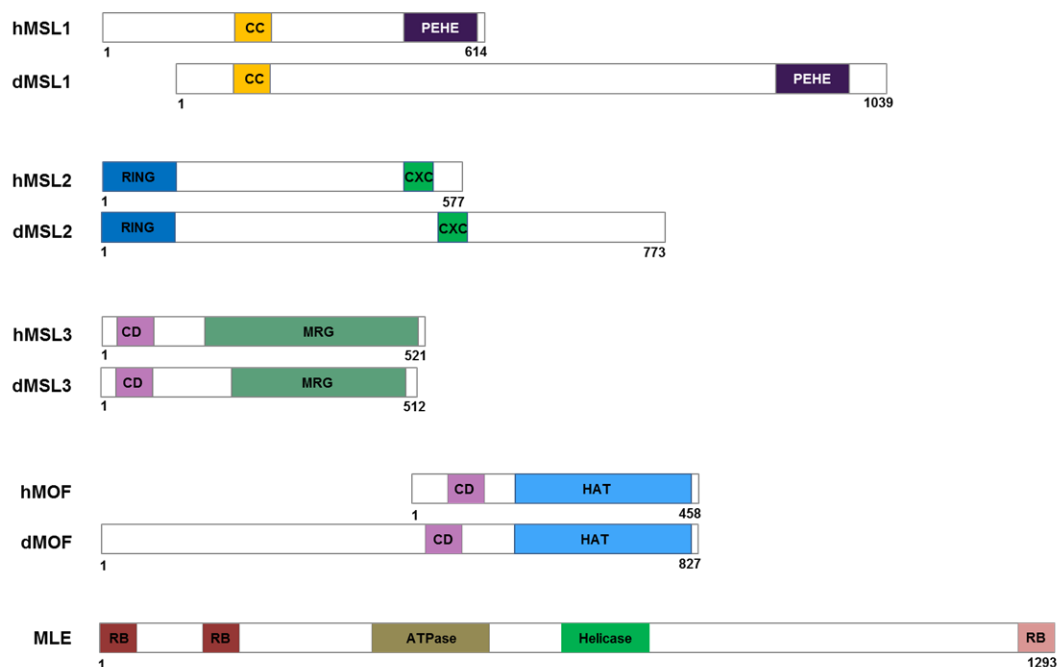 hMSL1 CC PEHE
1 614
dMSL1 CC PEHE
1 1039
hMSL2 RING CXC
1 577
dMSL2 RING CXC
1 773
hMSL3 CD MRG
1 521
dMSL3 CD MRG
1 512
hMOF CD HAT
1 458
dMOF CD HAT
1 827
MLE RB RB ATPase Helicase RB
1 1293